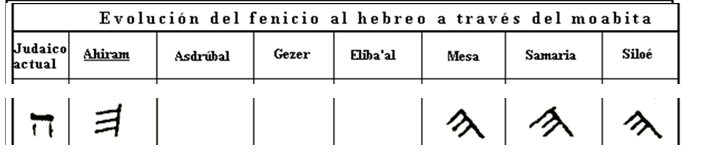 Evolución del fenicio al hebreo a través del moabita
Judaico actual Ahiram Asdrúbal Gezer Eliba'al Mesa Samaria Siloé
ה 𐤄 𐤄 𐤄 𐤄